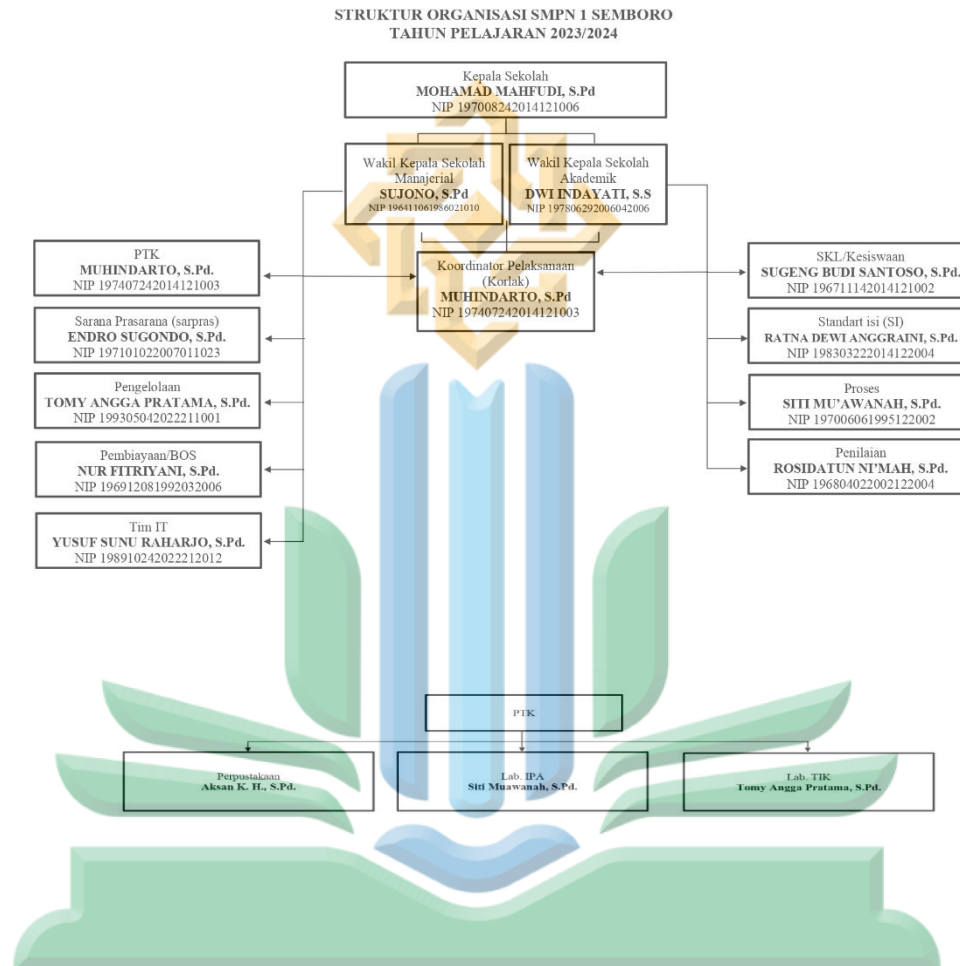 STRUKTUR ORGANISASI SMPN 1 SEMBORO
TAHUN PELAJARAN 2023/2024
Kepala Sekolah
MOHAMAD MAHFUDI, S.Pd
NIP 197008242014121006
Wakil Kepala Sekolah
Manajerial
SUJONO, S.Pd
NIP 196411061986021010
Wakil Kepala Sekolah
Akademik
DWI INDAYATI, S.S
NIP 197806292006042006
Koordinator Pelaksanaan
(Korlak)
MUHINDARTO, S.Pd
NIP 197407242014121003
PTK
MUHINDARTO, S.Pd.
NIP 197407242014121003
Sarana Prasarana (sarpras)
ENDRO SUGONDO, S.Pd.
NIP 197101022007011023
Pengelolaan
TOMY ANGGA PRATAMA, S.Pd.
NIP 199305042022211001
Pembiayaan/BOS
NUR FITRIYANI, S.Pd.
NIP 196912081992032006
Tim IT
YUSUF SUNU RAHARJO, S.Pd.
NIP 198910242022212012
SKL/Kesiswaan
SUGENG BUDI SANTOSO, S.Pd.
NIP 196711142014121002
Standart isi (SI)
RATNA DEWI ANGGRAINI, S.Pd.
NIP 198303222014122004
Proses
SITI MU’AWANAH, S.Pd.
NIP 197006061995122002
Penilaian
ROSIDATUN NI’MAH, S.Pd.
NIP 196804022002122004
PTK
Perpustakaan
Aksan K. H., S.Pd.
Lab. IPA
Siti Muawanah, S.Pd.
Lab. TIK
Tomy Angga Pratama, S.Pd.